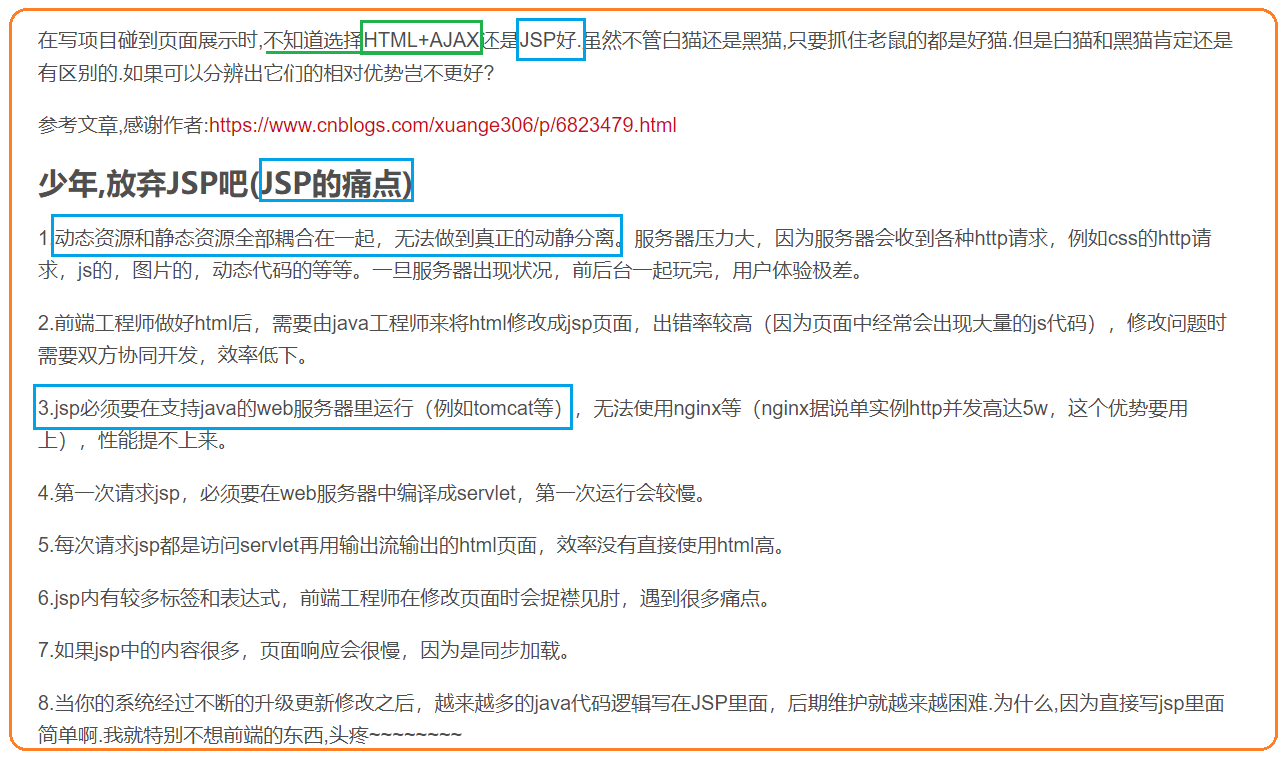 在写项目碰到页面展示时,不知道选择HTML+AJAX还是JSP好.虽然不管白猫还是黑猫,只要抓住老鼠的都是好猫.但是白猫和黑猫肯定还是
有区别的.如果可以分辨出它们的相对优势岂不更好?
参考文章,感谢作者:https://www.cnblogs.com/xuange306/p/6823479.html
少年,放弃JSP吧(JSP的痛点)
1.动态资源和静态资源全部耦合在一起，无法做到真正的动静分离。服务器压力大，因为服务器会收到各种http请求，例如css的http请
求，js的，图片的，动态代码的等等。一旦服务器出现状况，前后台一起玩完，用户体验极差。
2.前端工程师做好html后，需要由java工程师来将html修改成jsp页面，出错率较高（因为页面中经常会出现大量的js代码），修改问题时
需要双方协同开发，效率低下。
3.jsp必须要在支持java的web服务器里运行（例如tomcat等），无法使用nginx等（nginx据说单实例http并发高达5w，这个优势要用
上），性能提不上来。
4.第一次请求jsp，必须要在web服务器中编译成servlet，第一次运行会较慢。
5.每次请求jsp都是访问servlet再用输出流输出的html页面，效率没有直接使用html高。
6.jsp内有较多标签和表达式，前端工程师在修改页面时会捉襟见肘，遇到很多痛点。
7.如果jsp中的内容很多，页面响应会很慢，因为是同步加载。
8.当你的系统经过不断的升级更新修改之后，越来越多的java代码逻辑写在JSP里面，后期维护就越来越困难.为什么,因为直接写jsp里面
简单啊.我就特别不想前端的东西,头疼~~~~~~~~